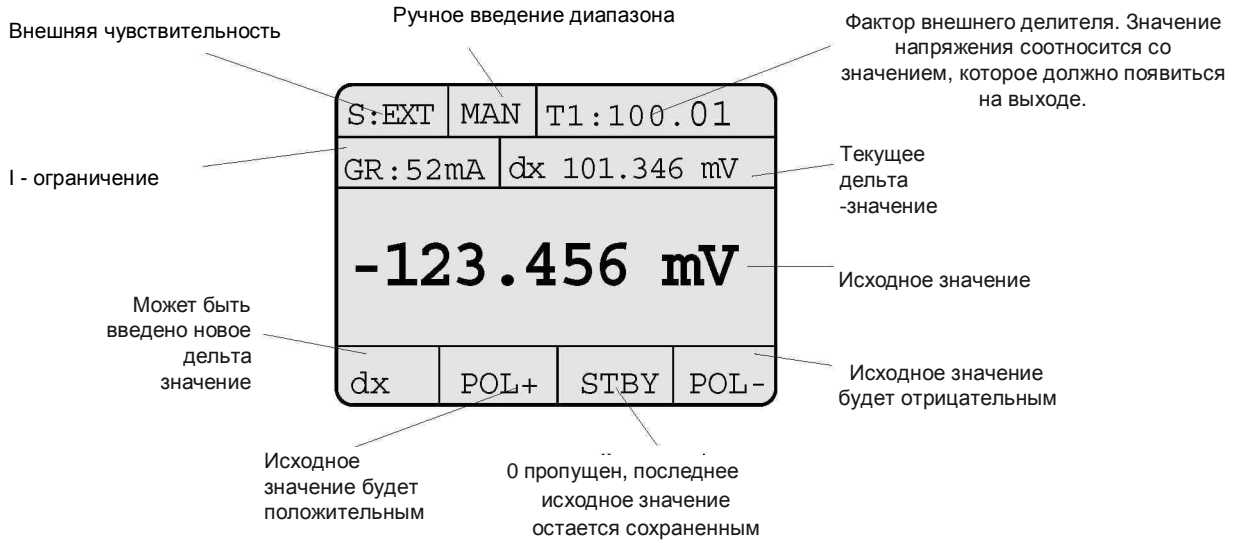 Внешняя чувствительность
Ручное введение диапазона
Фактор внешнего делителя. Значение
напряжения соотносится со
значением, которое должно появиться
на выходе.
S:EXT MAN T1:100.01
GR:52mA dx 101.346 mV
I - ограничение
Текущее
дельта
-значение
-123.456 mV
Исходное значение
Может быть
введено новое
дельта
значение
dx POL+ STBY POL-
Исходное значение
будет отрицательным
Исходное
значение будет
положительным
0 пропущен, последнее
исходное значение
остается сохраненным